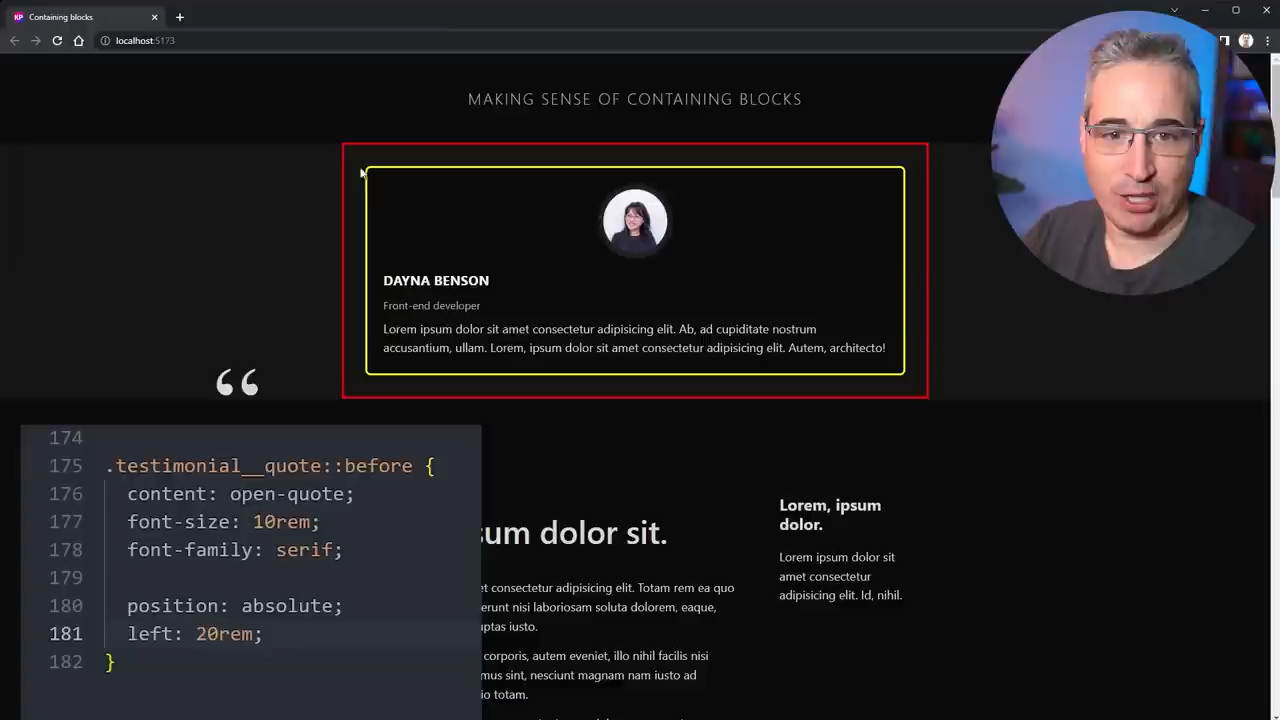 KP Containing blocks
localhost:5173
MAKING SENSE OF CONTAINING BLOCKS
DAYNA BENSON
Front-end developer
Lorem ipsum dolor sit amet consectetur adipisicing elit. Ab, ad cupiditate nostrum
accusantium, ullam. Lorem, ipsum dolor sit amet consectetur adipisicing elit. Autem, architecto!
“
174
175 .testimonial__quote::before {
176 content: open-quote;
177 font-size: 10rem;
178 font-family: serif;
179
180 position: absolute;
181 left: 20rem;
182 }
sum dolor sit.
et consectetur adipisicing elit. Totam rem ea quo
erunt nisi laboriosam soluta dolorem, eaque,
uptas iusto.
corporis, autem eveniet, illo nihil facilis nisi
mus sint, nesciunt magnam nam iusto ad
io totam.
Lorem, ipsum
dolor.
Lorem ipsum dolor sit
amet consectetur
adipisicing elit. Id, nihil.